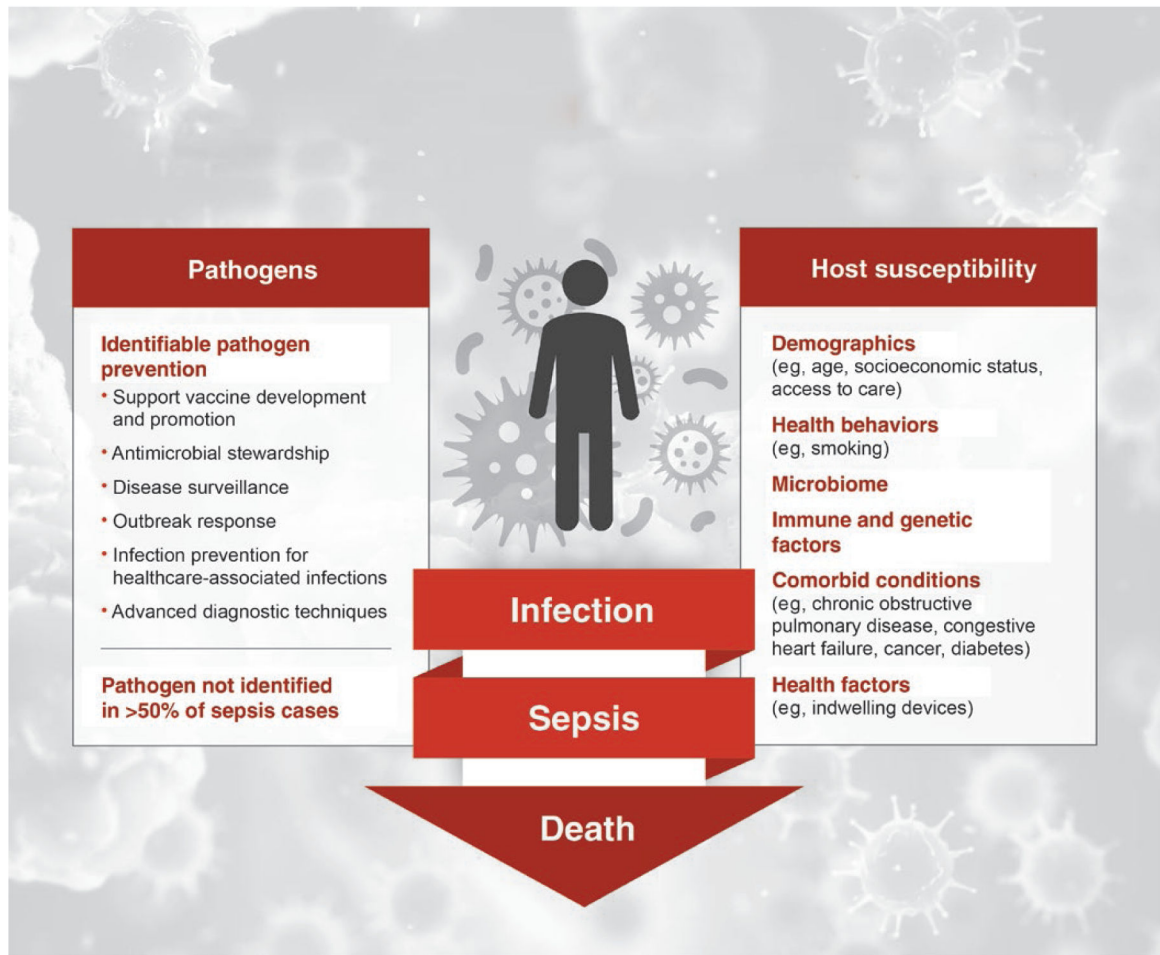 Pathogens
Identifiable pathogen
prevention
• Support vaccine development
and promotion
• Antimicrobial stewardship
• Disease surveillance
• Outbreak response
• Infection prevention for
healthcare-associated infections
• Advanced diagnostic techniques
Pathogen not identified
in >50% of sepsis cases
Host susceptibility
Demographics
(eg, age, socioeconomic status,
access to care)
Health behaviors
(eg, smoking)
Microbiome
Immune and genetic
factors
Comorbid conditions
(eg, chronic obstructive
pulmonary disease, congestive
heart failure, cancer, diabetes)
Health factors
(eg, indwelling devices)
Infection
Sepsis
Death